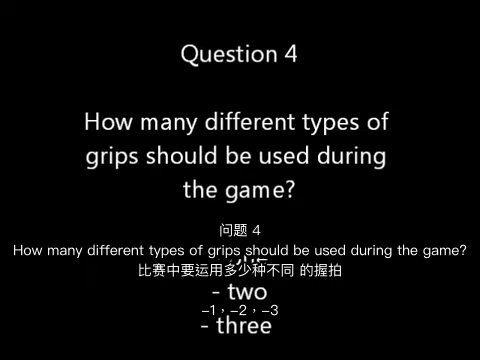 Question 4
How many different types of
grips should be used during
the game?
问题 4
How many different types of grips should be used during the game?
比赛中要运用多少种不同 的握拍
- two
-1，-2，-3
- three